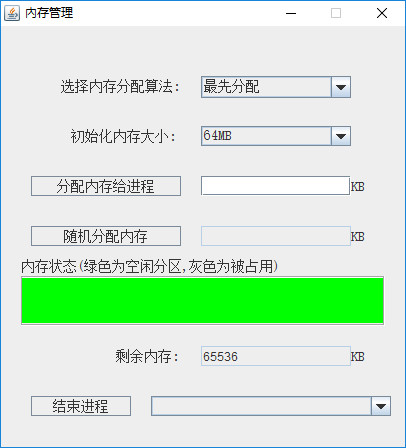 内存管理
选择内存分配算法: 最先分配
初始化内存大小: 64MB
分配内存给进程 KB
随机分配内存 KB
内存状态(绿色为空闲分区,灰色为被占用)
剩余内存: 65536 KB
结束进程